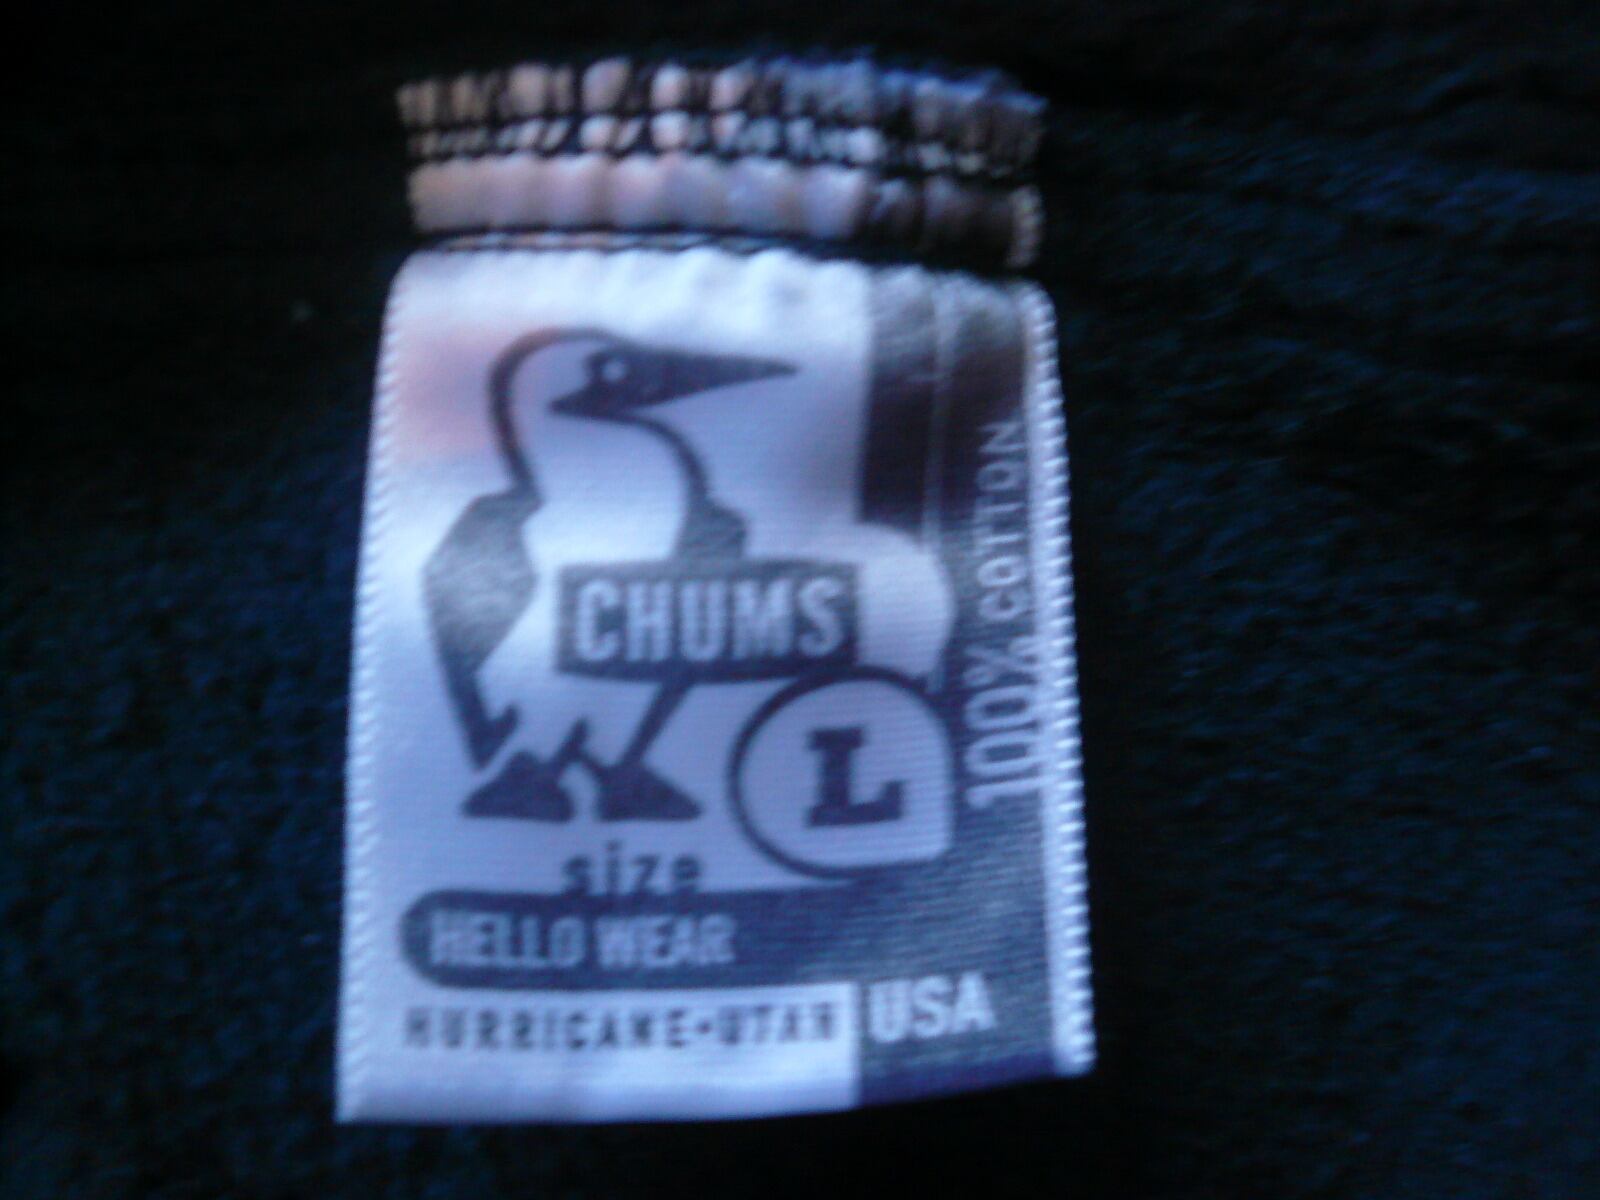 CHUMS
L
100% COTTON
size
HELLO WEAR
HURRICANE•UTAH USA